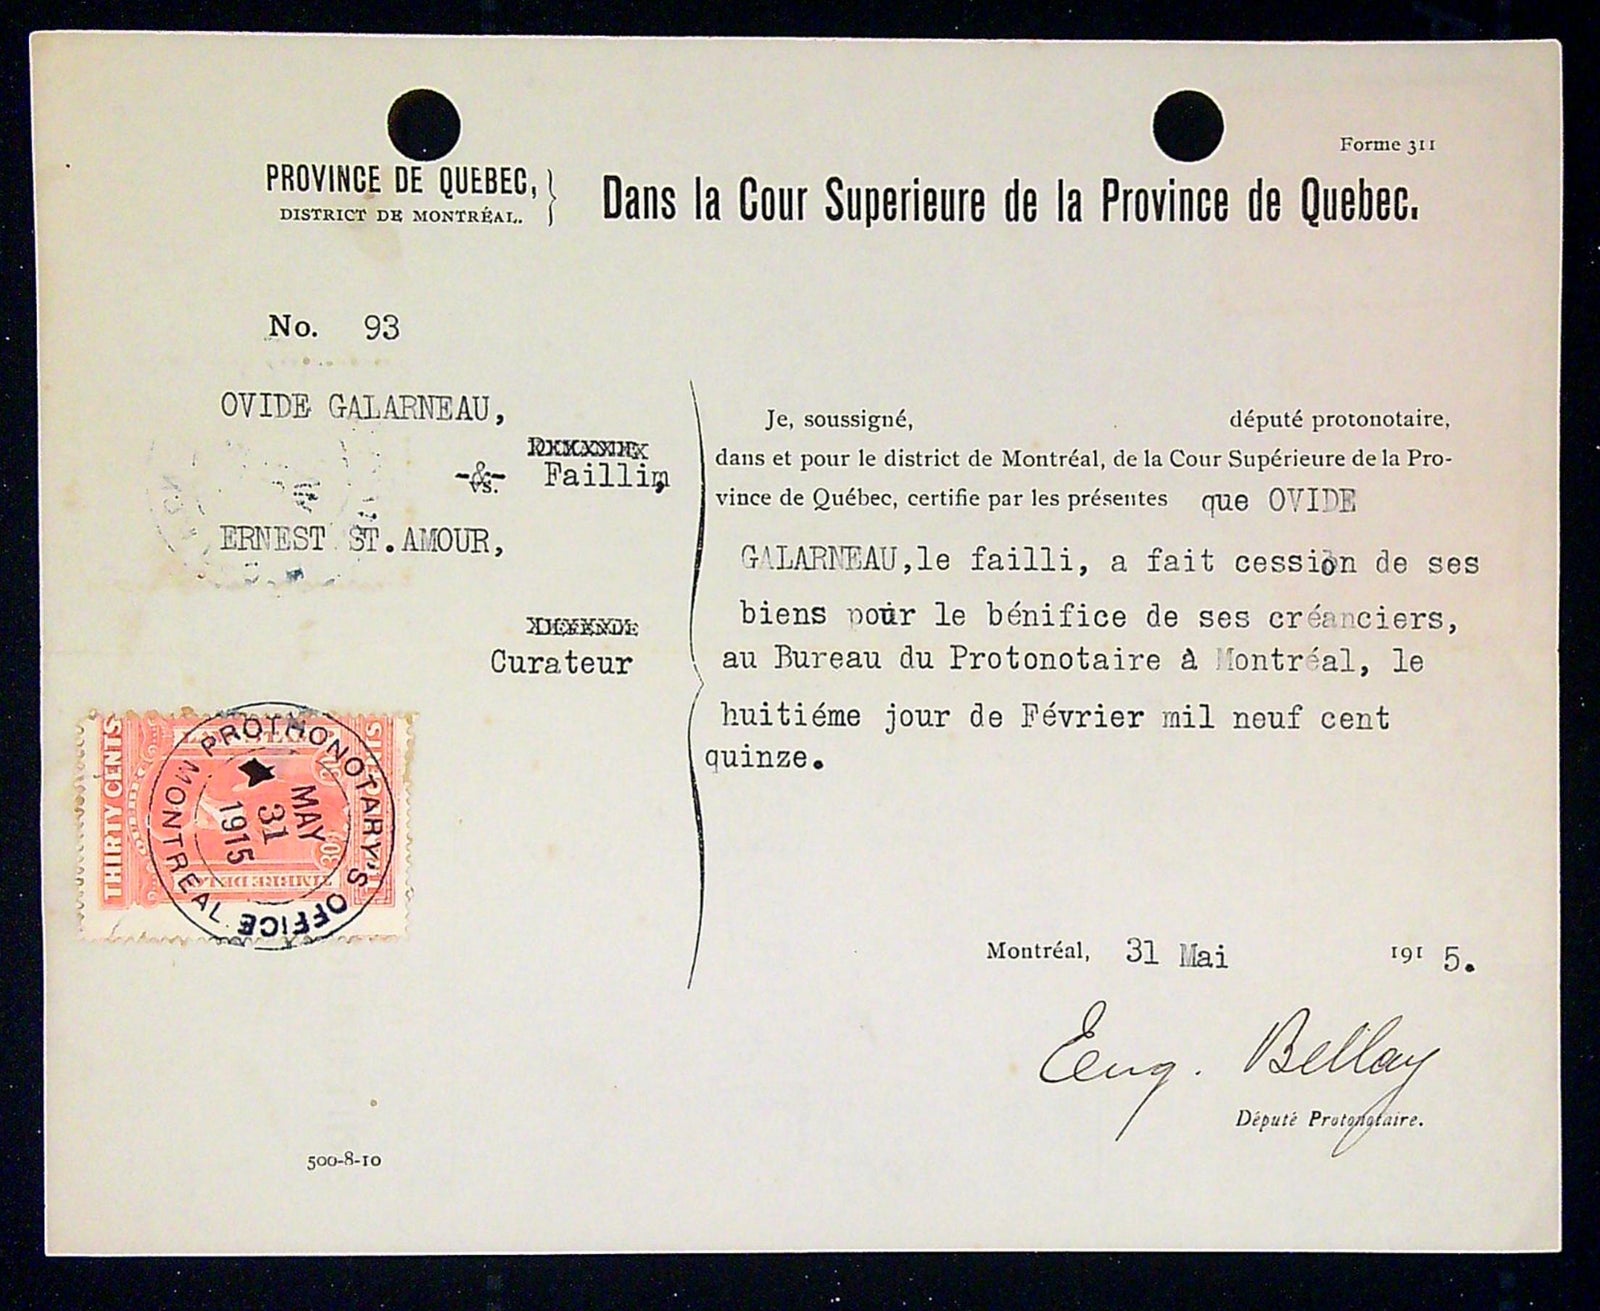 Forme 311
PROVINCE DE QUEBEC,
DISTRICT DE MONTRÉAL.
Dans la Cour Superieure de la Province de Quebec.
No. 93
OVIDE GALARNEAU,
-&- Failli,
vs.
ERNEST ST.AMOUR,
Curateur
Je, soussigné, député protonotaire,
dans et pour le district de Montréal, de la Cour Supérieure de la Pro-
vince de Québec, certifie par les présentes que OVIDE
GALARNEAU,le failli, a fait cession de ses
biens pour le bénifice de ses créanciers,
au Bureau du Protonotaire à Montréal, le
huitiéme jour de Février mil neuf cent
quinze.
THIRTY CENTS
PROTHONOTARY'S OFFICE
MONTREAL
MAY
31
1915
30
Montréal, 31 Mai 1915.
Eug. Bellay
Député Protonotaire.
500-8-10